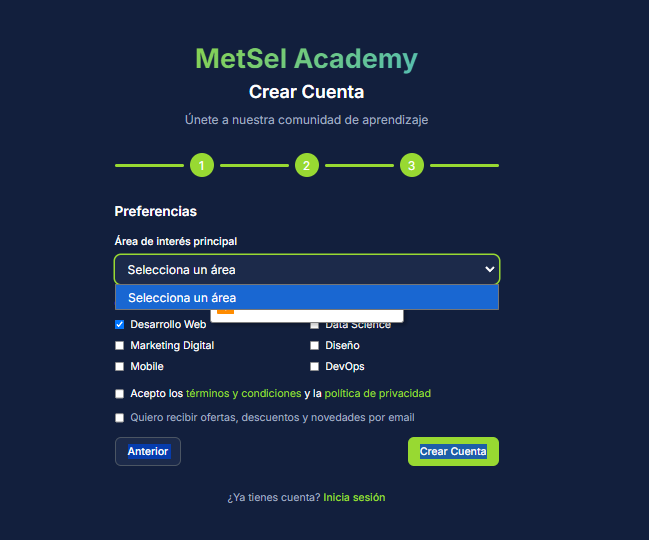 MetSel Academy
Crear Cuenta
Únete a nuestra comunidad de aprendizaje
1 2 3
Preferencias
Área de interés principal
Selecciona un área
Selecciona un área
Desarrollo Web Data Science
Marketing Digital Diseño
Mobile DevOps
Acepto los términos y condiciones y la política de privacidad
Quiero recibir ofertas, descuentos y novedades por email
Anterior Crear Cuenta
¿Ya tienes cuenta? Inicia sesión